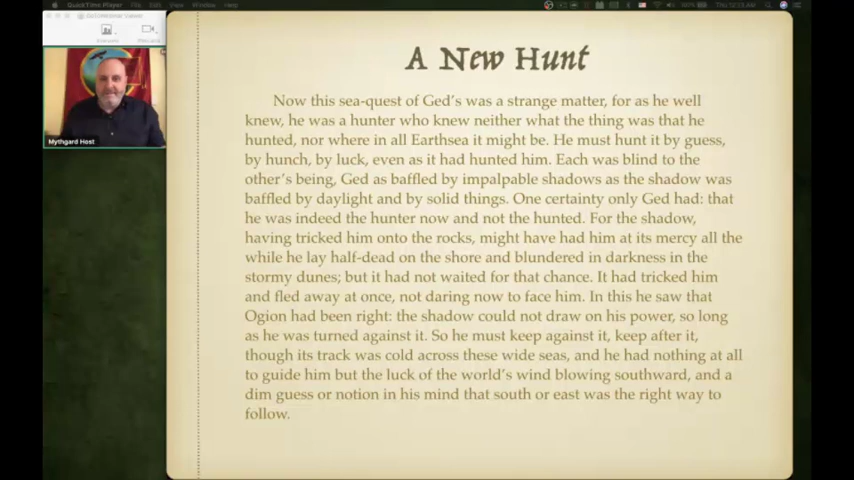 QuickTime Player File Edit View Window Help
GoToWebinar Viewer
Mythgard Host
A New Hunt
Now this sea-quest of Ged's was a strange matter, for as he well
knew, he was a hunter who knew neither what the thing was that he
hunted, nor where in all Earthsea it might be. He must hunt it by guess,
by hunch, by luck, even as it had hunted him. Each was blind to the
other's being, Ged as baffled by impalpable shadows as the shadow was
baffled by daylight and by solid things. One certainty only Ged had: that
he was indeed the hunter now and not the hunted. For the shadow,
having tricked him onto the rocks, might have had him at its mercy all the
while he lay half-dead on the shore and blundered in darkness in the
stormy dunes; but it had not waited for that chance. It had tricked him
and fled away at once, not daring now to face him. In this he saw that
Ogion had been right: the shadow could not draw on his power, so long
as he was turned against it. So he must keep against it, keep after it,
though its track was cold across these wide seas, and he had nothing at all
to guide him but the luck of the world's wind blowing southward, and a
dim guess or notion in his mind that south or east was the right way to
follow.